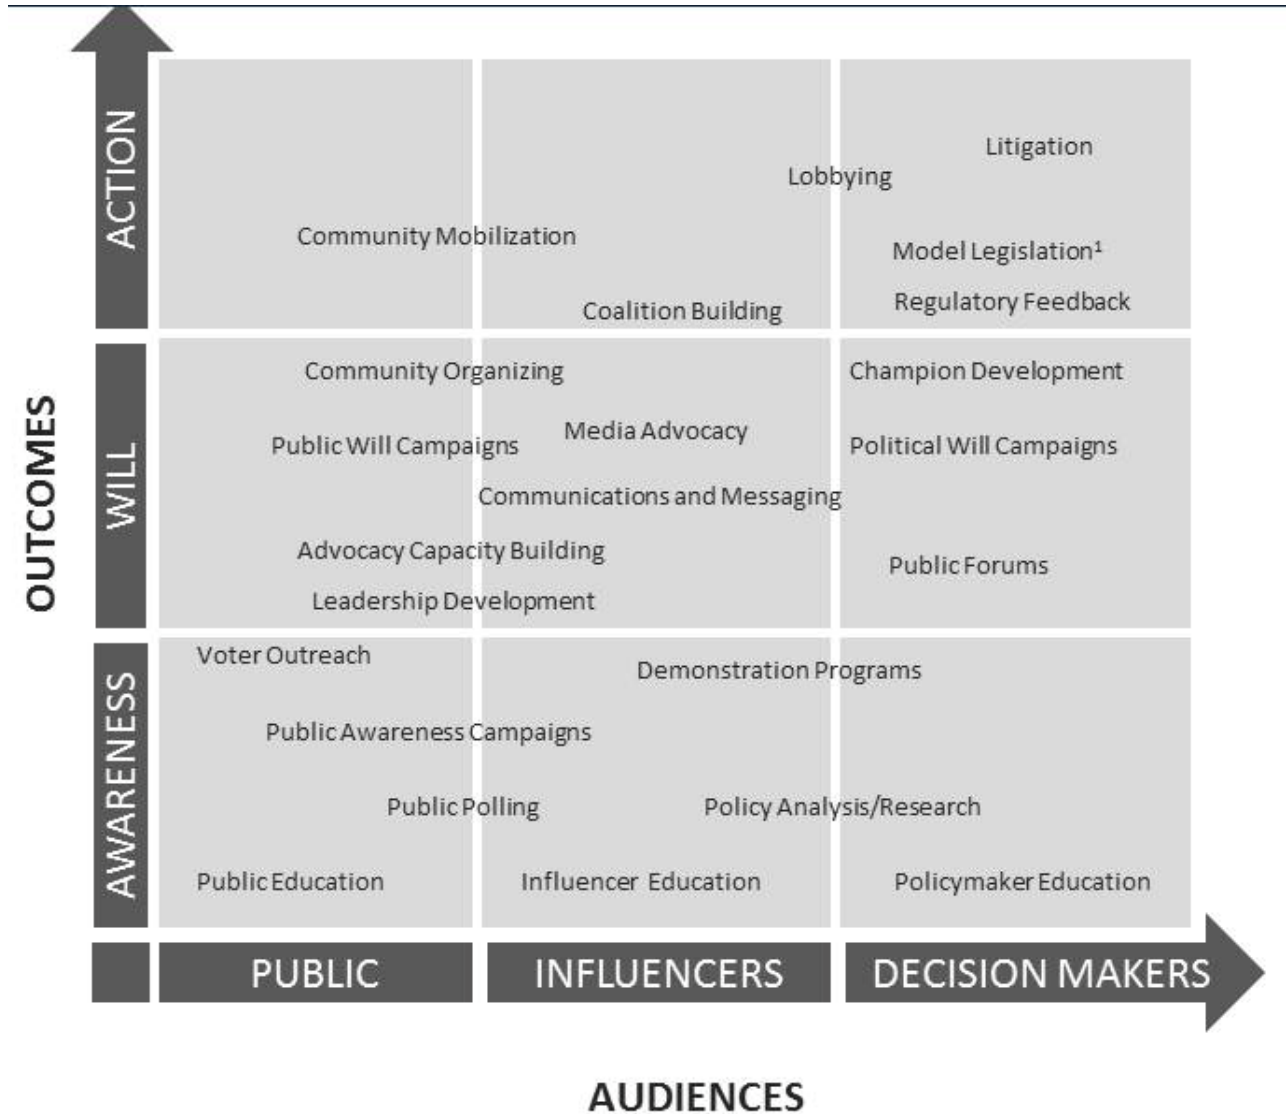 OUTCOMES
ACTION
Litigation
Lobbying
Community Mobilization
Model Legislation¹
Regulatory Feedback
Coalition Building
WILL
Community Organizing
Champion Development
Media Advocacy
Public Will Campaigns
Political Will Campaigns
Communications and Messaging
Advocacy Capacity Building
Public Forums
Leadership Development
AWARENESS
Voter Outreach
Demonstration Programs
Public Awareness Campaigns
Public Polling
Policy Analysis/Research
Public Education
Influencer Education
Policymaker Education
PUBLIC
INFLUENCERS
DECISION MAKERS
AUDIENCES